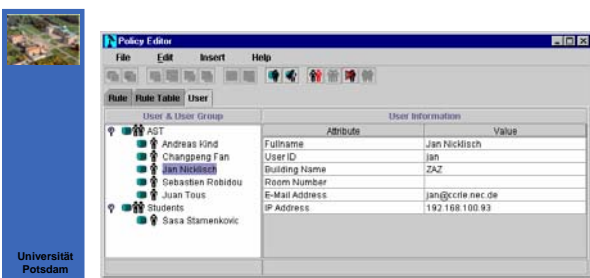 Policy Editor
File Edit Insert Help
Rule Rule Table User
User & User Group User Information
Attribute Value
AST
Andreas Kind
Changpeng Fan
Jan Nicklisch
Sebastien Robidou
Juan Tous
Students
Sasa Stamenkovic
Fullname Jan Nicklisch
User ID jan
Building Name ZAZ
Room Number
E-Mail Address jan@ccrle.nec.de
IP Address 192.168.100.93
Universität
Potsdam